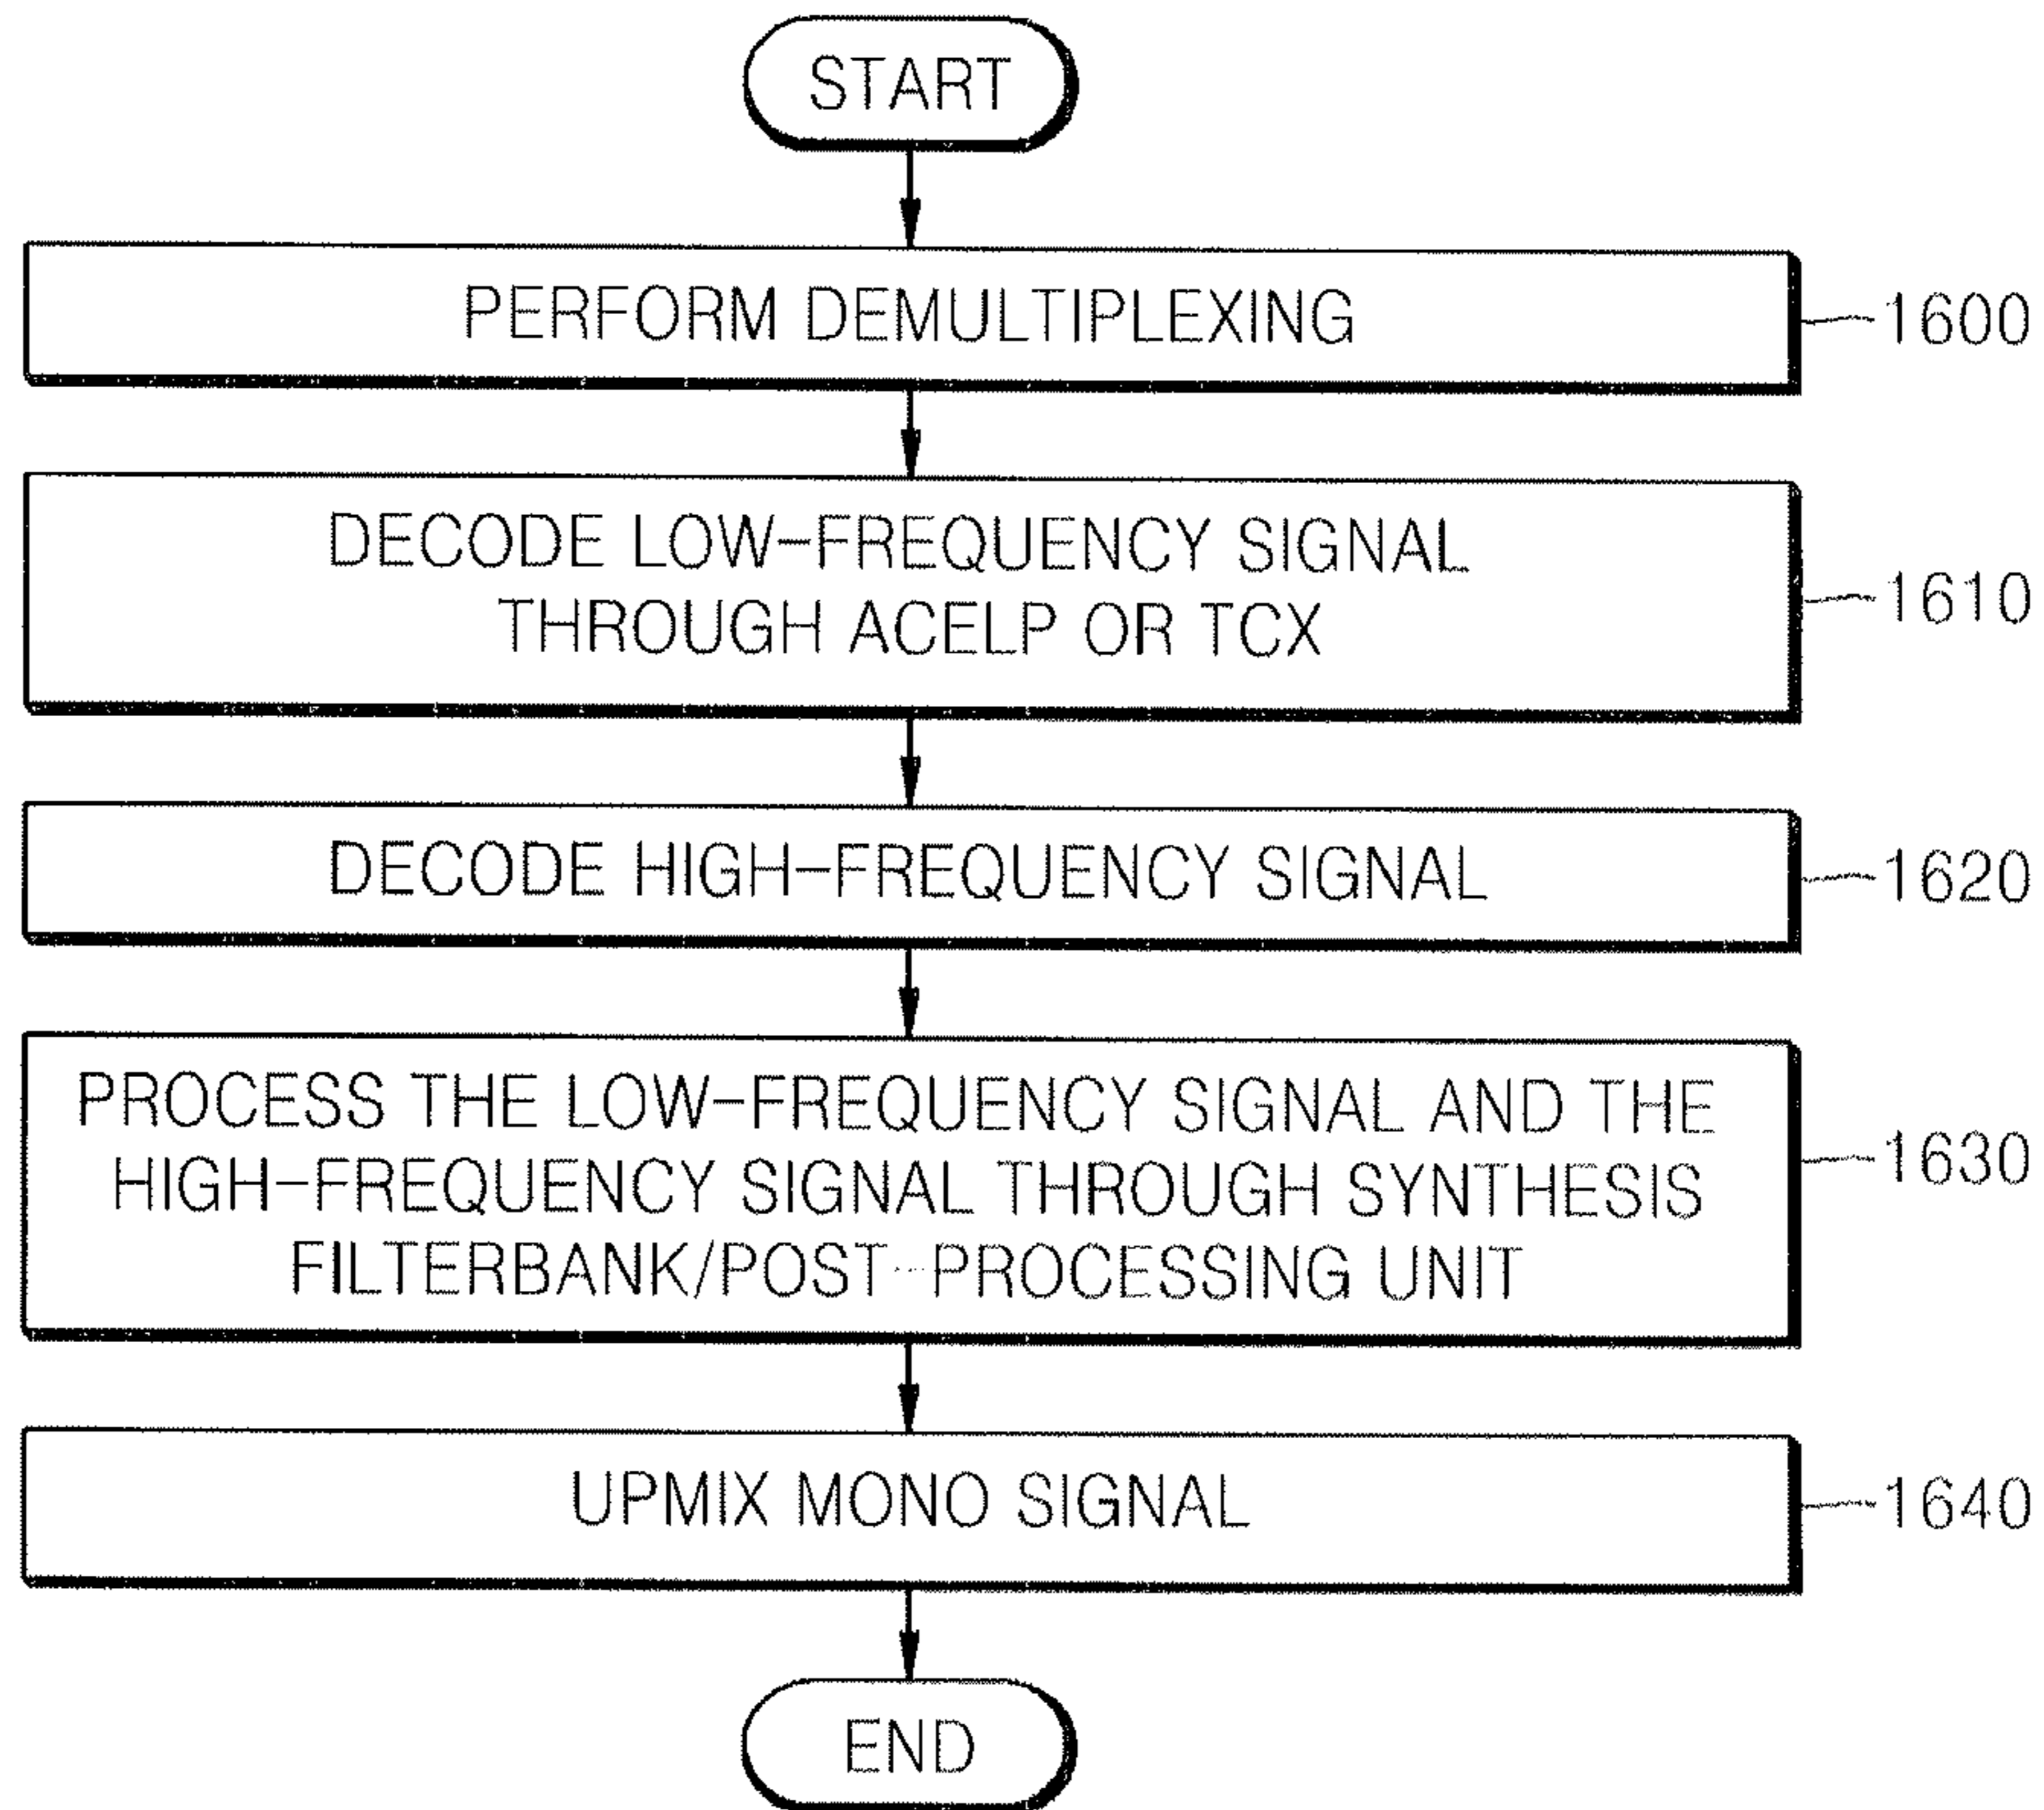 START
PERFORM DEMULTIPLEXING
1600
DECODE LOW-FREQUENCY SIGNAL
THROUGH ACELP OR TCX
1610
DECODE HIGH-FREQUENCY SIGNAL
1620
PROCESS THE LOW-FREQUENCY SIGNAL AND THE
HIGH-FREQUENCY SIGNAL THROUGH SYNTHESIS
FILTERBANK/POST-PROCESSING UNIT
1630
UPMIX MONO SIGNAL
1640
END